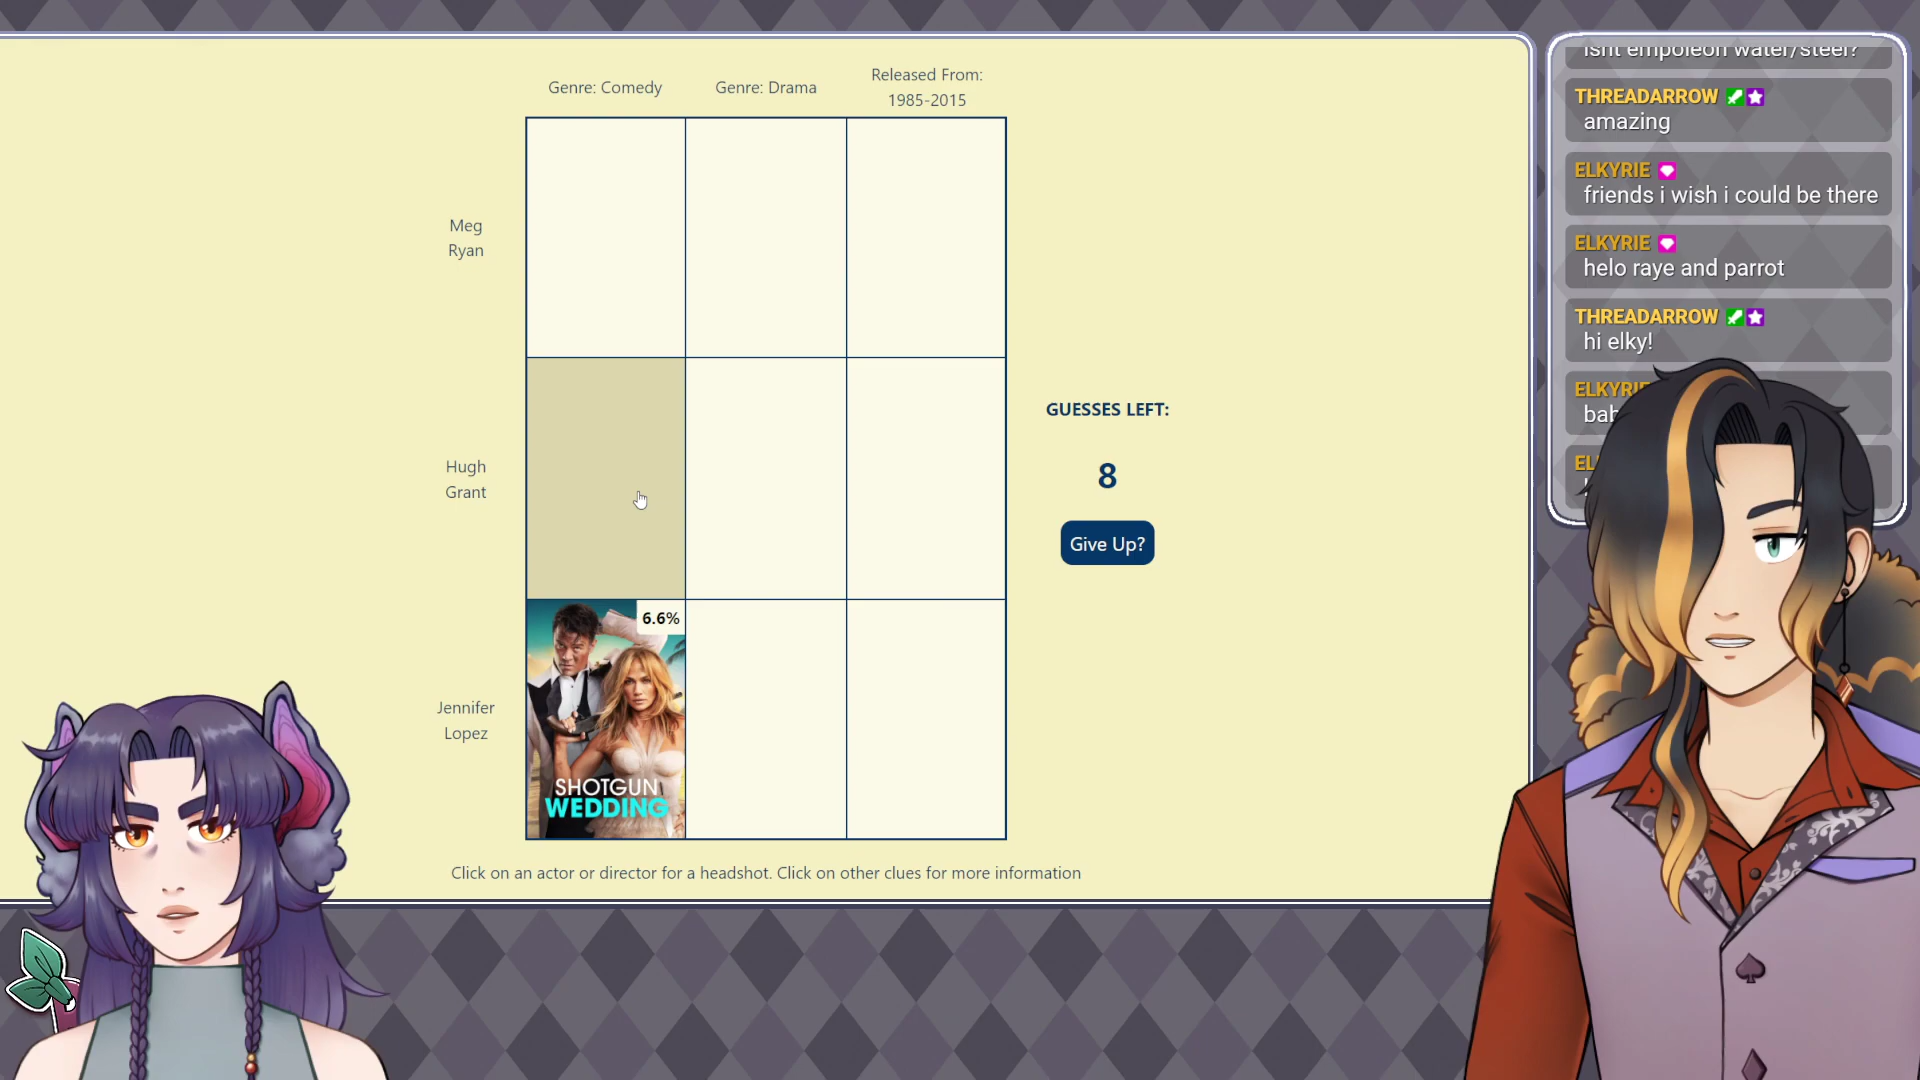 Genre: Comedy
Genre: Drama
Released From:
1985-2015
Meg
Ryan
Hugh
Grant
Jennifer
Lopez
6.6%
SHOTGUN
WEDDING
GUESSES LEFT:
8
Give Up?
Click on an actor or director for a headshot. Click on other clues for more information
isnt empoleon water/steel?
THREADARROW
amazing
ELKYRIE
friends i wish i could be there
ELKYRIE
helo raye and parrot
THREADARROW
hi elky!
ELKYRIE